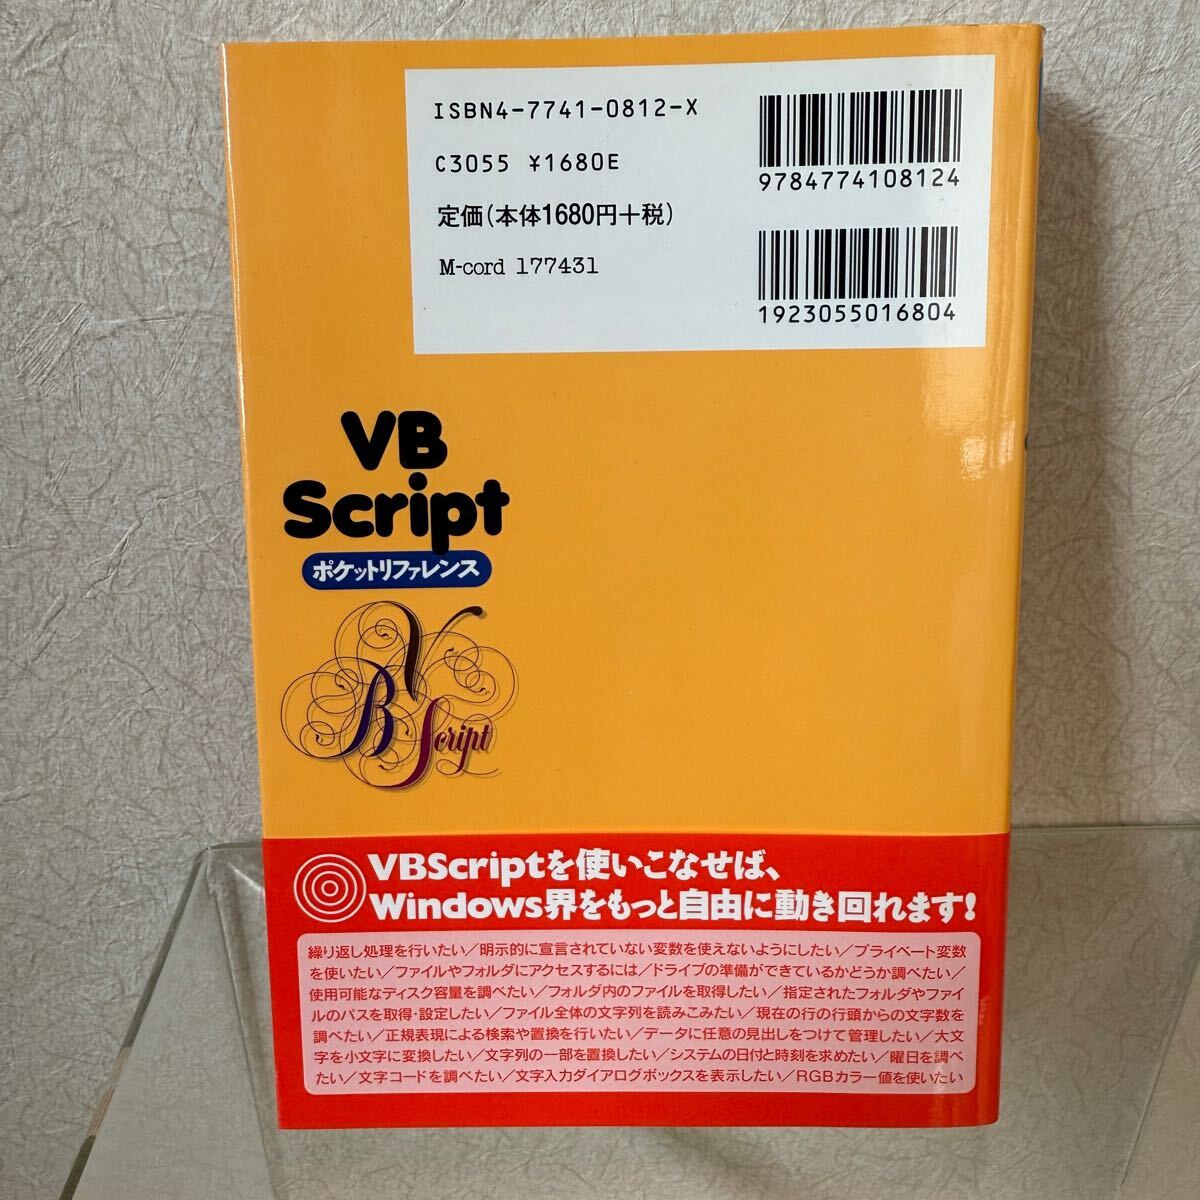 ISBN4-7741-0812-X
C3055 ¥1680E
定価(本体1680円+税)
M-cord 177431
9784774108124
1923055016804
VB
Script
ポケットリファレンス
V
B
Script
VBScriptを使いこなせば、
Windows界をもっと自由に動き回れます!
繰り返し処理を行いたい/明示的に宣言されていない変数を使えないようにしたい/プライベート変数
を使いたい/ファイルやフォルダにアクセスするには/ドライブの準備ができているかどうか調べたい/
使用可能なディスク容量を調べたい/フォルダ内のファイルを取得したい/指定されたフォルダやファイ
ルのパスを取得・設定したい/ファイル全体の文字列を読みこみたい/現在の行の行頭からの文字数を
調べたい/正規表現による検索や置換を行いたい/データに任意の見出しをつけて管理したい/大文
字を小文字に変換したい/文字列の一部を置換したい/システムの日付と時刻を求めたい/曜日を調べ
たい/文字コードを調べたい/文字入力ダイアログボックスを表示したい/RGBカラー値を使いたい